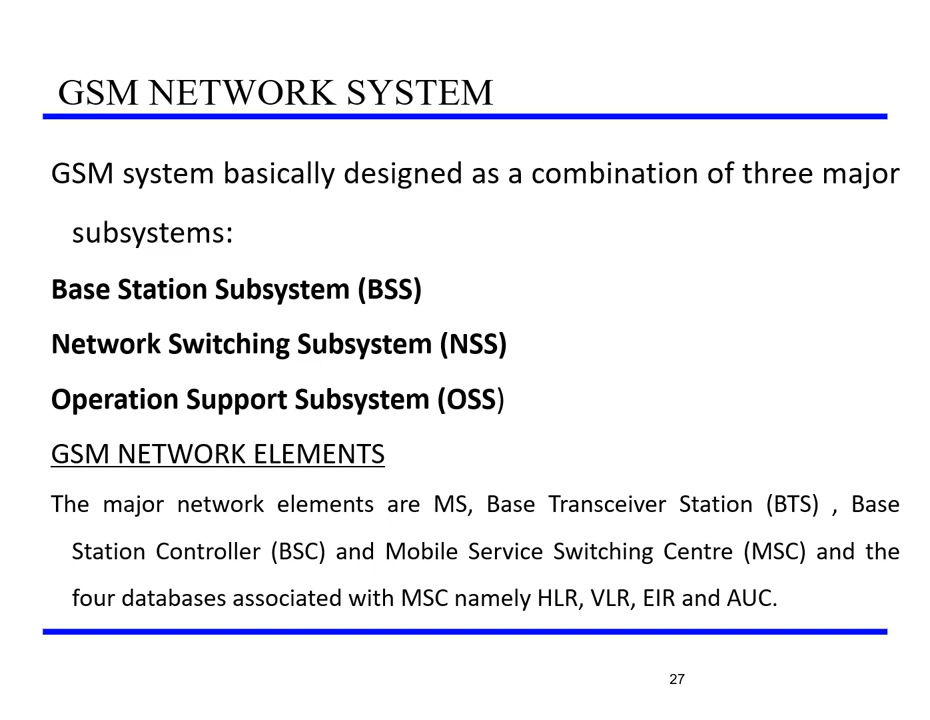 GSM NETWORK SYSTEM
GSM system basically designed as a combination of three major
subsystems:
Base Station Subsystem (BSS)
Network Switching Subsystem (NSS)
Operation Support Subsystem (OSS)
GSM NETWORK ELEMENTS
The major network elements are MS, Base Transceiver Station (BTS) , Base
Station Controller (BSC) and Mobile Service Switching Centre (MSC) and the
four databases associated with MSC namely HLR, VLR, EIR and AUC.
27